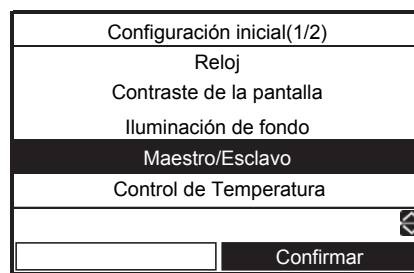 Configuración inicial(1/2)
Reloj
Contraste de la pantalla
Iluminación de fondo
Maestro/Esclavo
Control de Temperatura
Confirmar